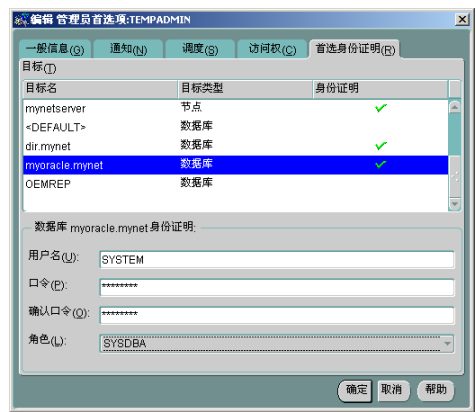 编辑 管理员首选项:TEMPADMIN
一般信息(G) 通知(N) 调度(S) 访问权(C) 首选身份证明(R)
目标(T)
目标名 目标类型 身份证明
mynetserver 节点
<DEFAULT> 数据库
dir.mynet 数据库
myoracle.mynet 数据库
OEMREP 数据库
数据库 myoracle.mynet 身份证明:
用户名(U): SYSTEM
口令(P): ********
确认口令(O): ********
角色(L): SYSDBA
确定 取消 帮助